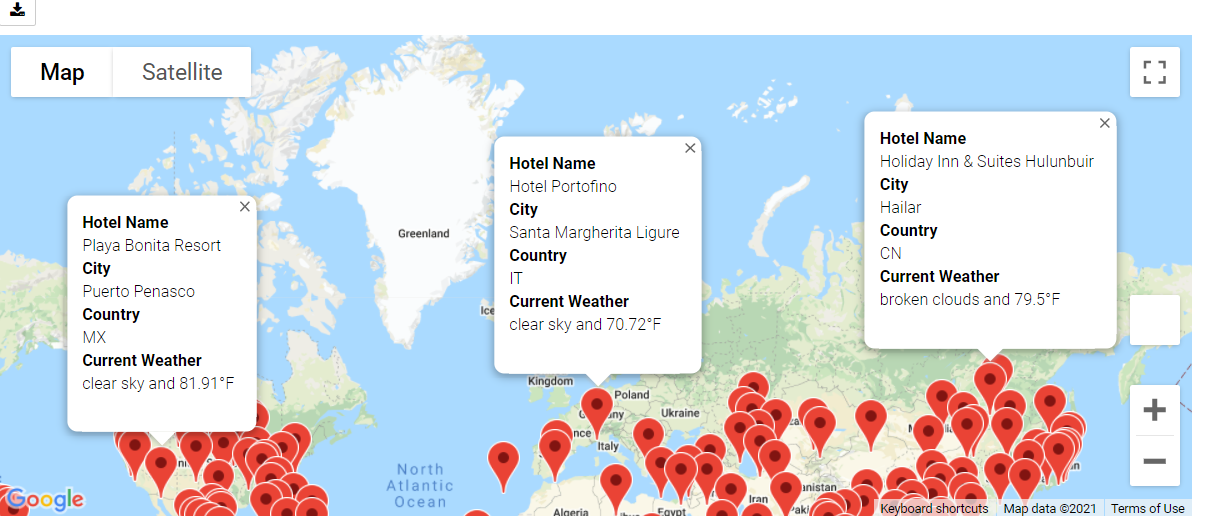 Map
Satellite
Hotel Name
Playa Bonita Resort
City
Puerto Penasco
Country
MX
Current Weather
clear sky and 81.91°F
Hotel Name
Hotel Portofino
City
Santa Margherita Ligure
Country
IT
Current Weather
clear sky and 70.72°F
Hotel Name
Holiday Inn & Suites Hulunbuir
City
Hailar
Country
CN
Current Weather
broken clouds and 79.5°F
Greenland
Kingdom
Poland
Ukraine
Italy
North
Atlantic
Ocean
Algeria
Egypt
Iran
Google
Keyboard shortcuts
Map data ©2021
Terms of Use